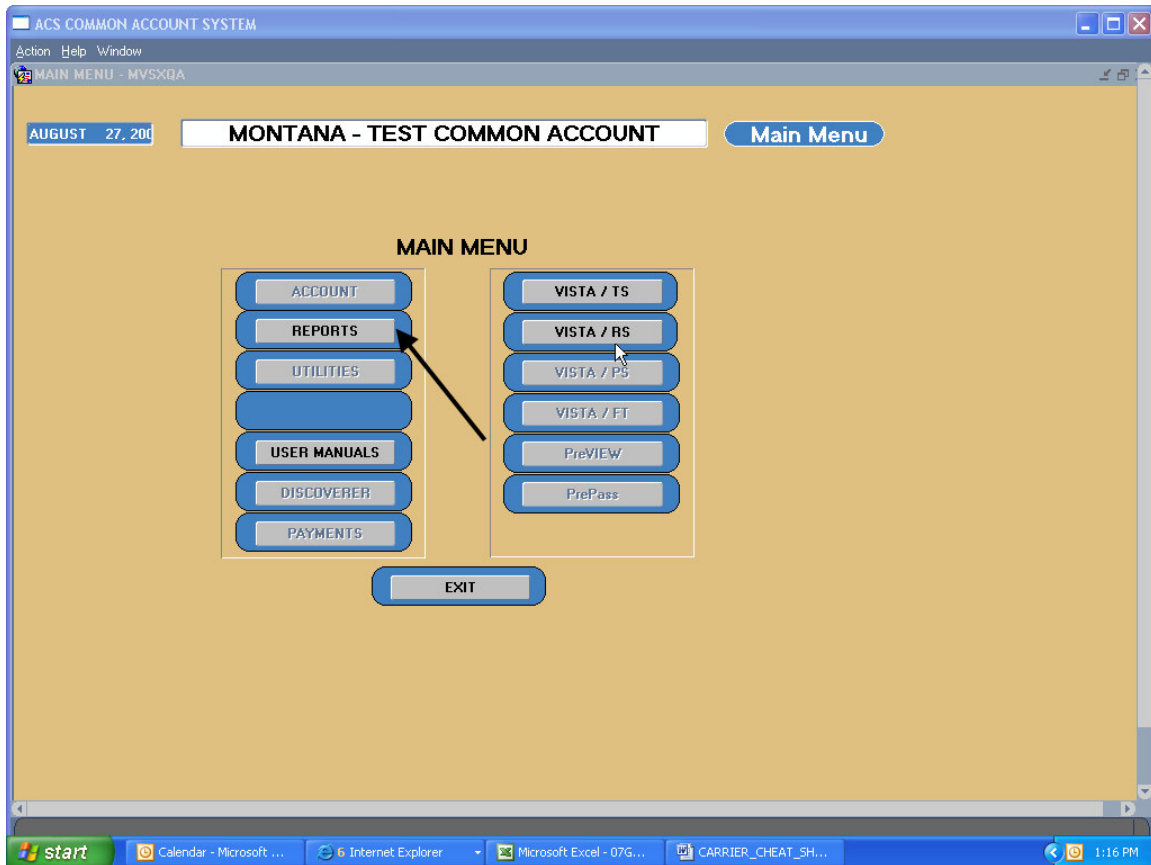 ACS COMMON ACCOUNT SYSTEM
Action Help Window
MAIN MENU - MVSXQA
AUGUST 27, 200
MONTANA - TEST COMMON ACCOUNT
Main Menu
MAIN MENU
ACCOUNT
REPORTS
UTILITIES
USER MANUALS
DISCOVERER
PAYMENTS
VISTA / TS
VISTA / RS
VISTA / PS
VISTA / FT
PreVIEW
PrePass
EXIT
start
Calendar - Microsoft ...
6 Internet Explorer
Microsoft Excel - 07G...
CARRIER_CHEAT_SH...
1:16 PM